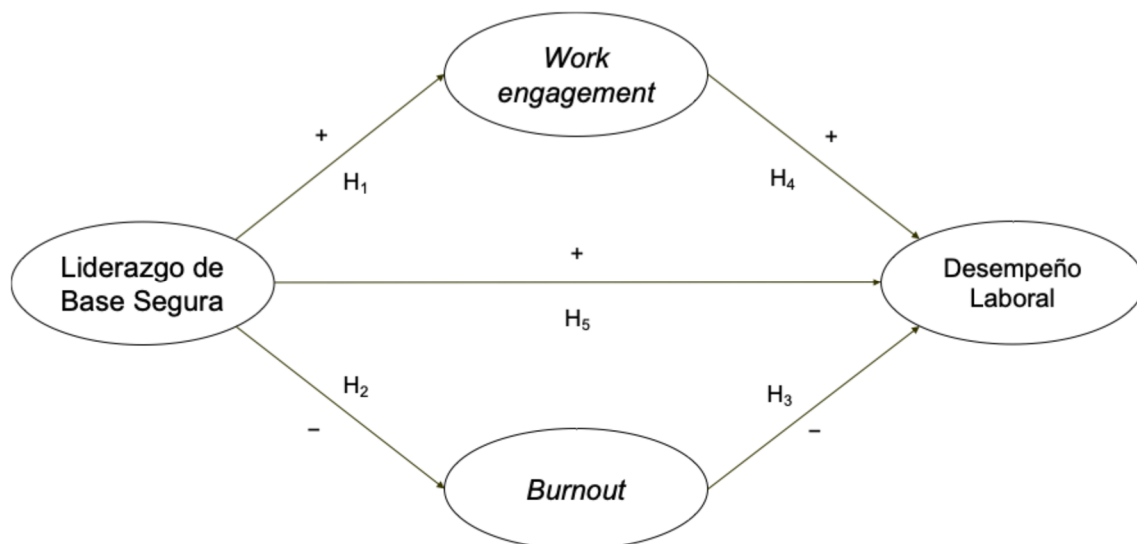 Work
engagement
+
+
H₁
H₄
Liderazgo de
Base Segura
+
Desempeño
Laboral
H₅
H₂
H₃
–
–
Burnout